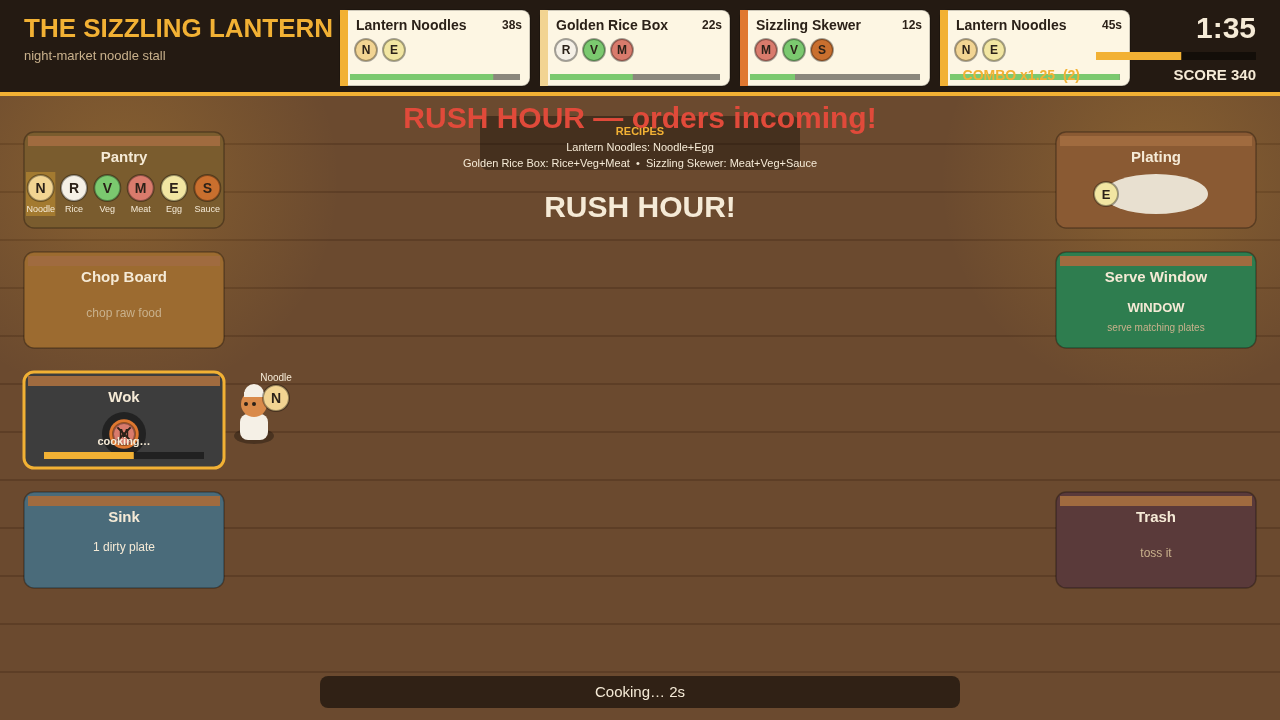 THE SIZZLING LANTERN
night-market noodle stall
Lantern Noodles 38s
N E
Golden Rice Box 22s
R V M
Sizzling Skewer 12s
M V S
Lantern Noodles 45s
N E
COMBO x1.25 (2)
1:35
SCORE 340
RUSH HOUR — orders incoming!
RECIPES
Lantern Noodles: Noodle+Egg
Golden Rice Box: Rice+Veg+Meat • Sizzling Skewer: Meat+Veg+Sauce
RUSH HOUR!
Pantry
N R V M E S
Noodle Rice Veg Meat Egg Sauce
Plating
E
Chop Board
chop raw food
Serve Window
WINDOW
serve matching plates
Wok
M
cooking...
Noodle
N
Sink
1 dirty plate
Trash
toss it
Cooking... 2s